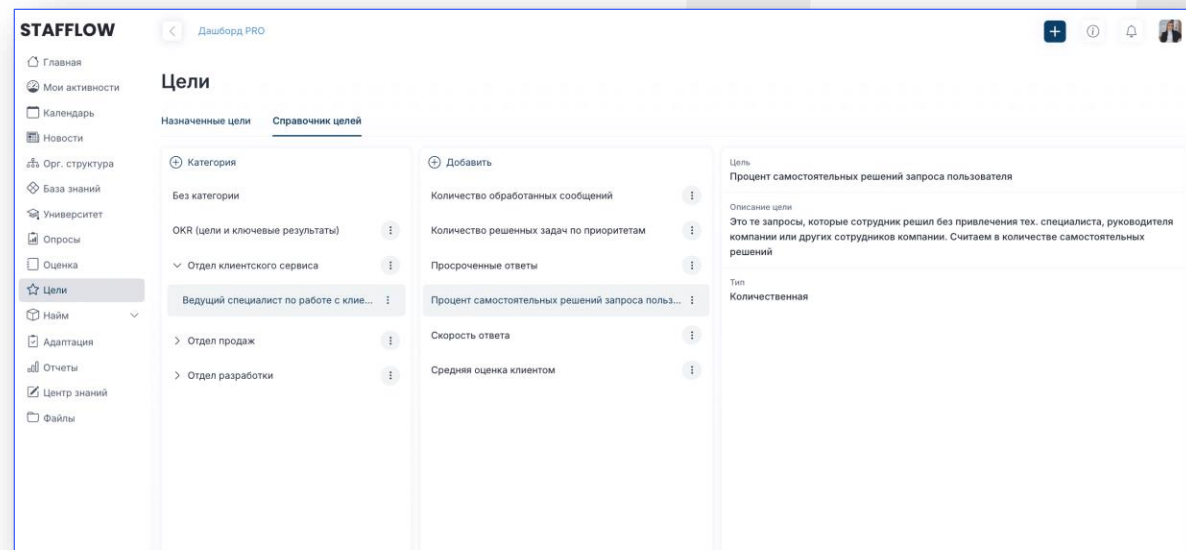 STAFFLOW
Дашборд PRO
Главная
Мои активности
Календарь
Новости
Орг. структура
База знаний
Университет
Опросы
Оценка
Цели
Найм
Адаптация
Отчеты
Центр знаний
Файлы
Цели
Назначенные цели Справочник целей
Категория
Без категории
OKR (цели и ключевые результаты)
Отдел клиентского сервиса
Ведущий специалист по работе с клие...
Отдел продаж
Отдел разработки
Добавить
Количество обработанных сообщений
Количество решенных задач по приоритетам
Просроченные ответы
Процент самостоятельных решений запроса польз...
Скорость ответа
Средняя оценка клиентом
Цель
Процент самостоятельных решений запроса пользователя
Описание цели
Это те запросы, которые сотрудник решил без привлечения тех. специалиста, руководителя
компании или других сотрудников компании. Считаем в количестве самостоятельных
решений
Тип
Количественная